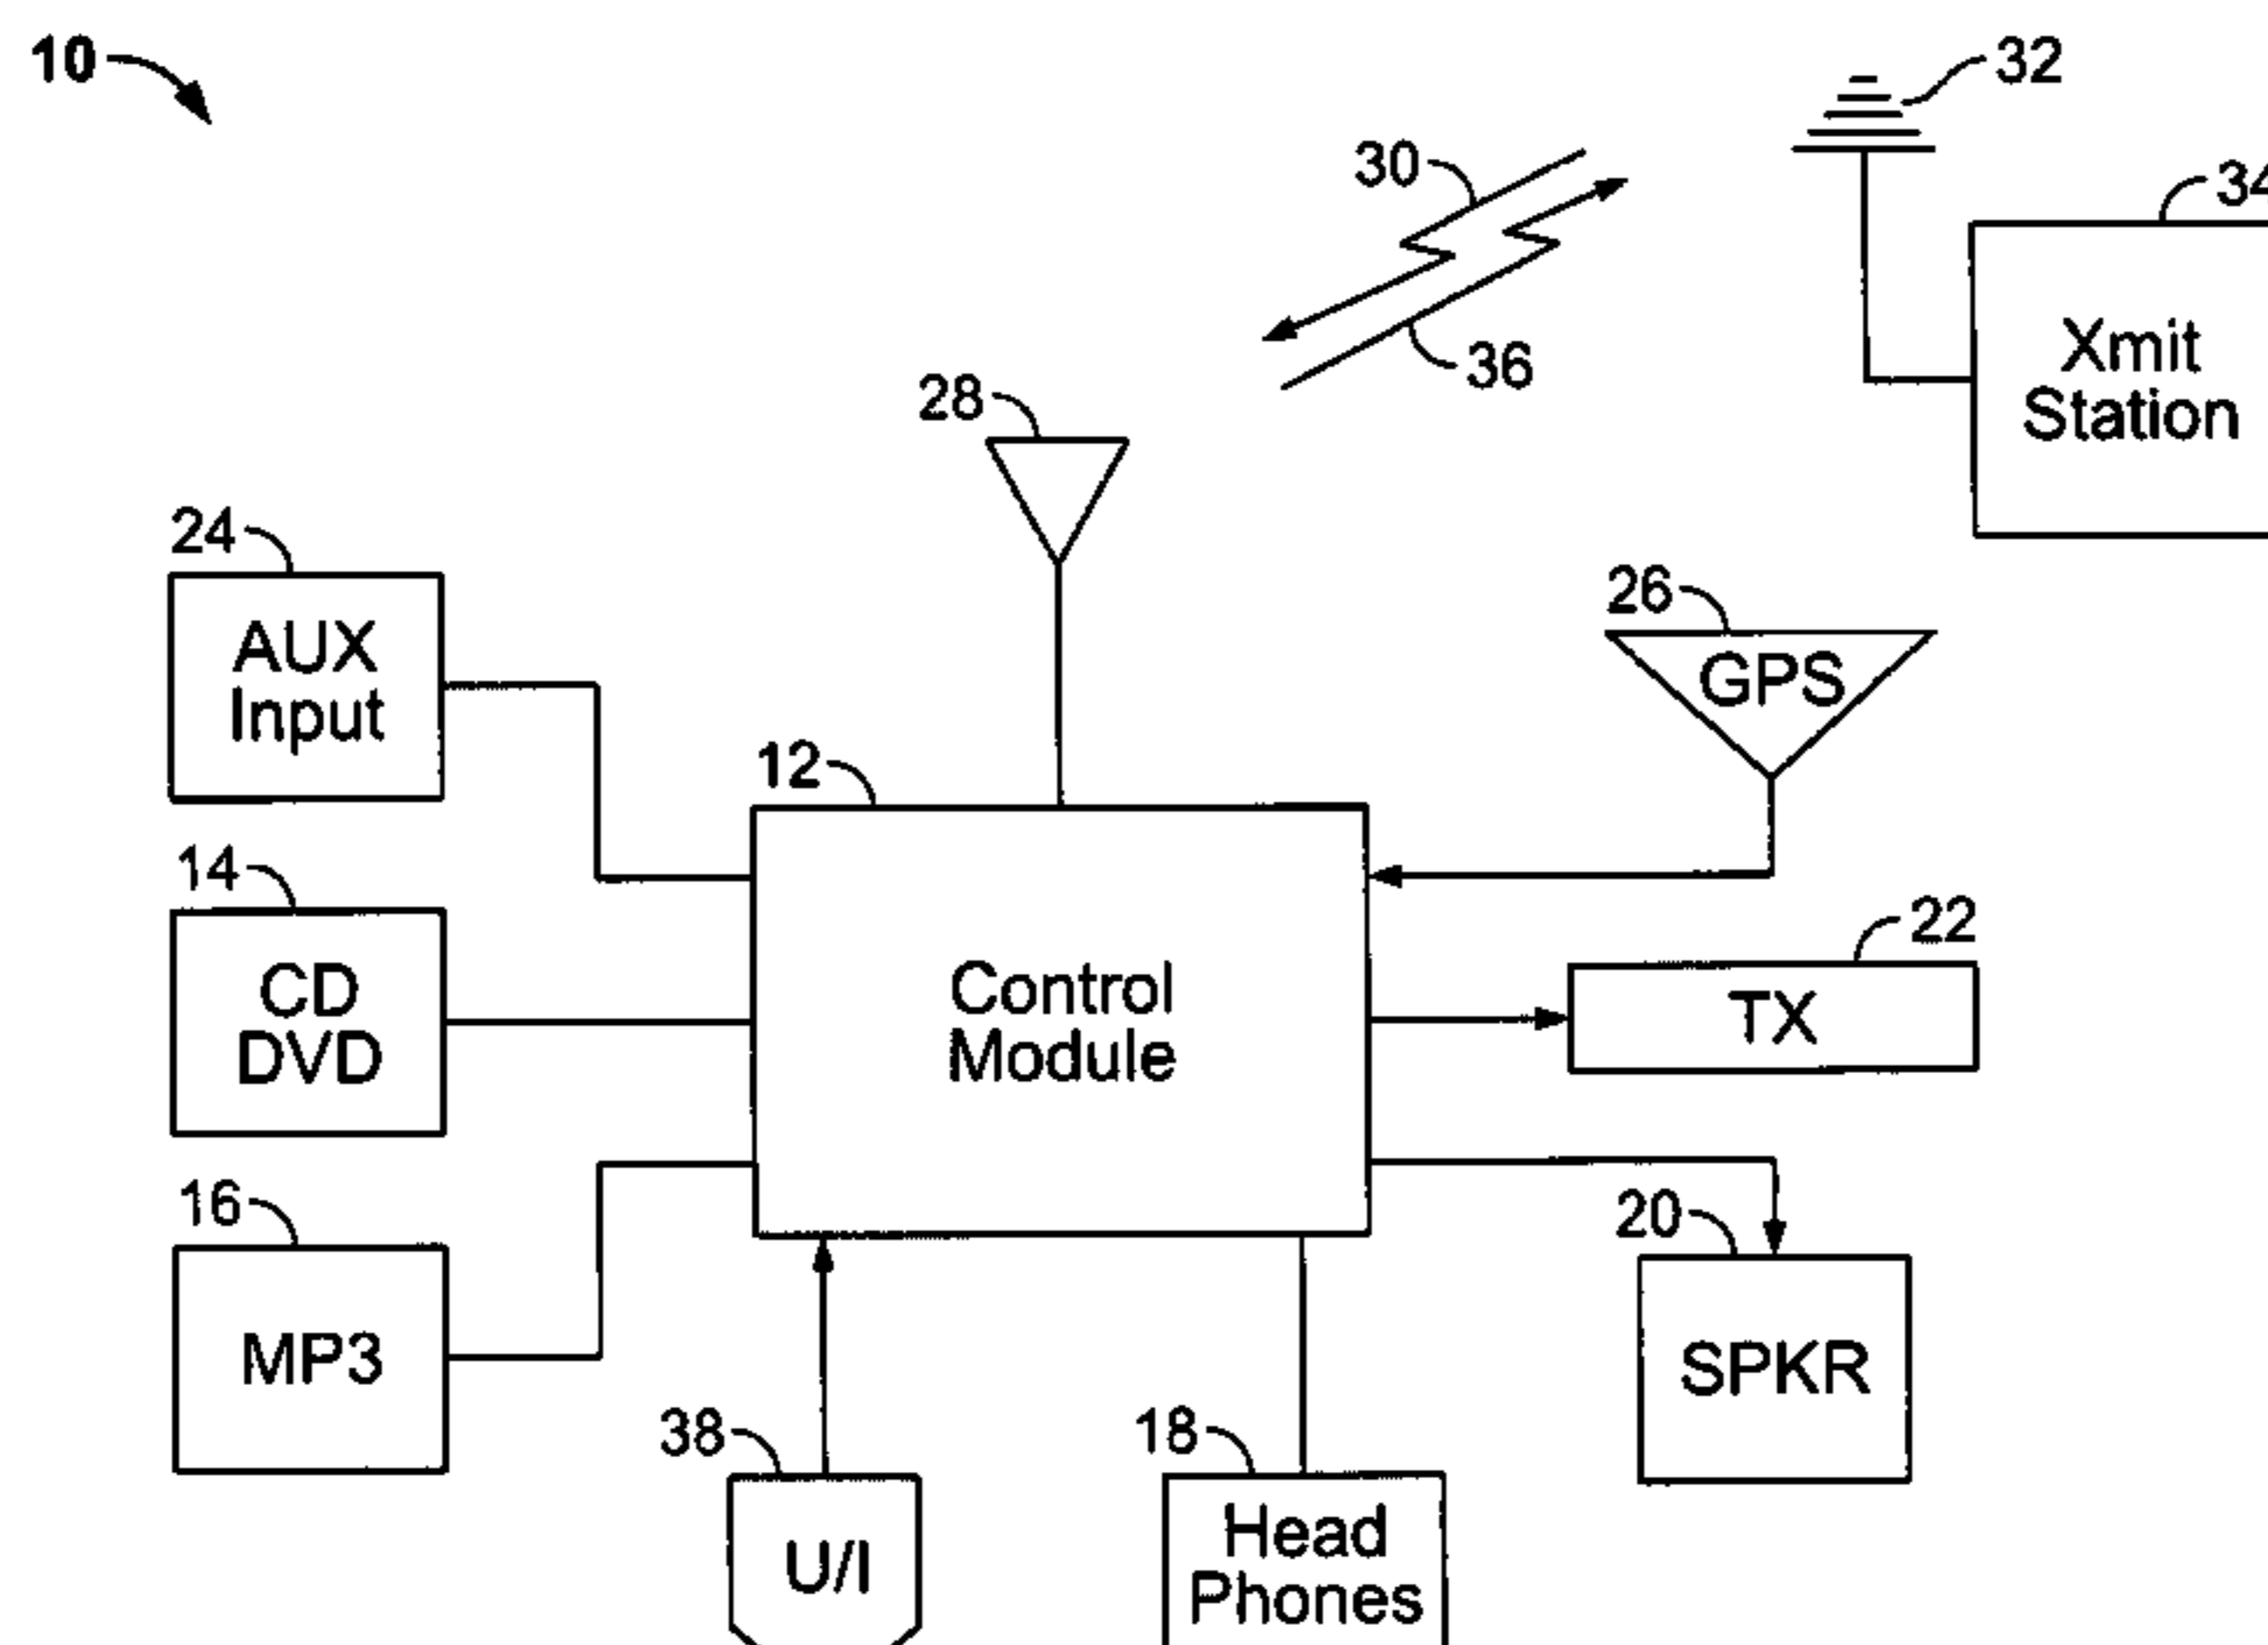 10
32
30
34
36
Xmit
Station
28
24
AUX
Input
26
GPS
12
14
CD
DVD
Control
Module
22
TX
16
MP3
20
SPKR
38
U/I
18
Head
Phones